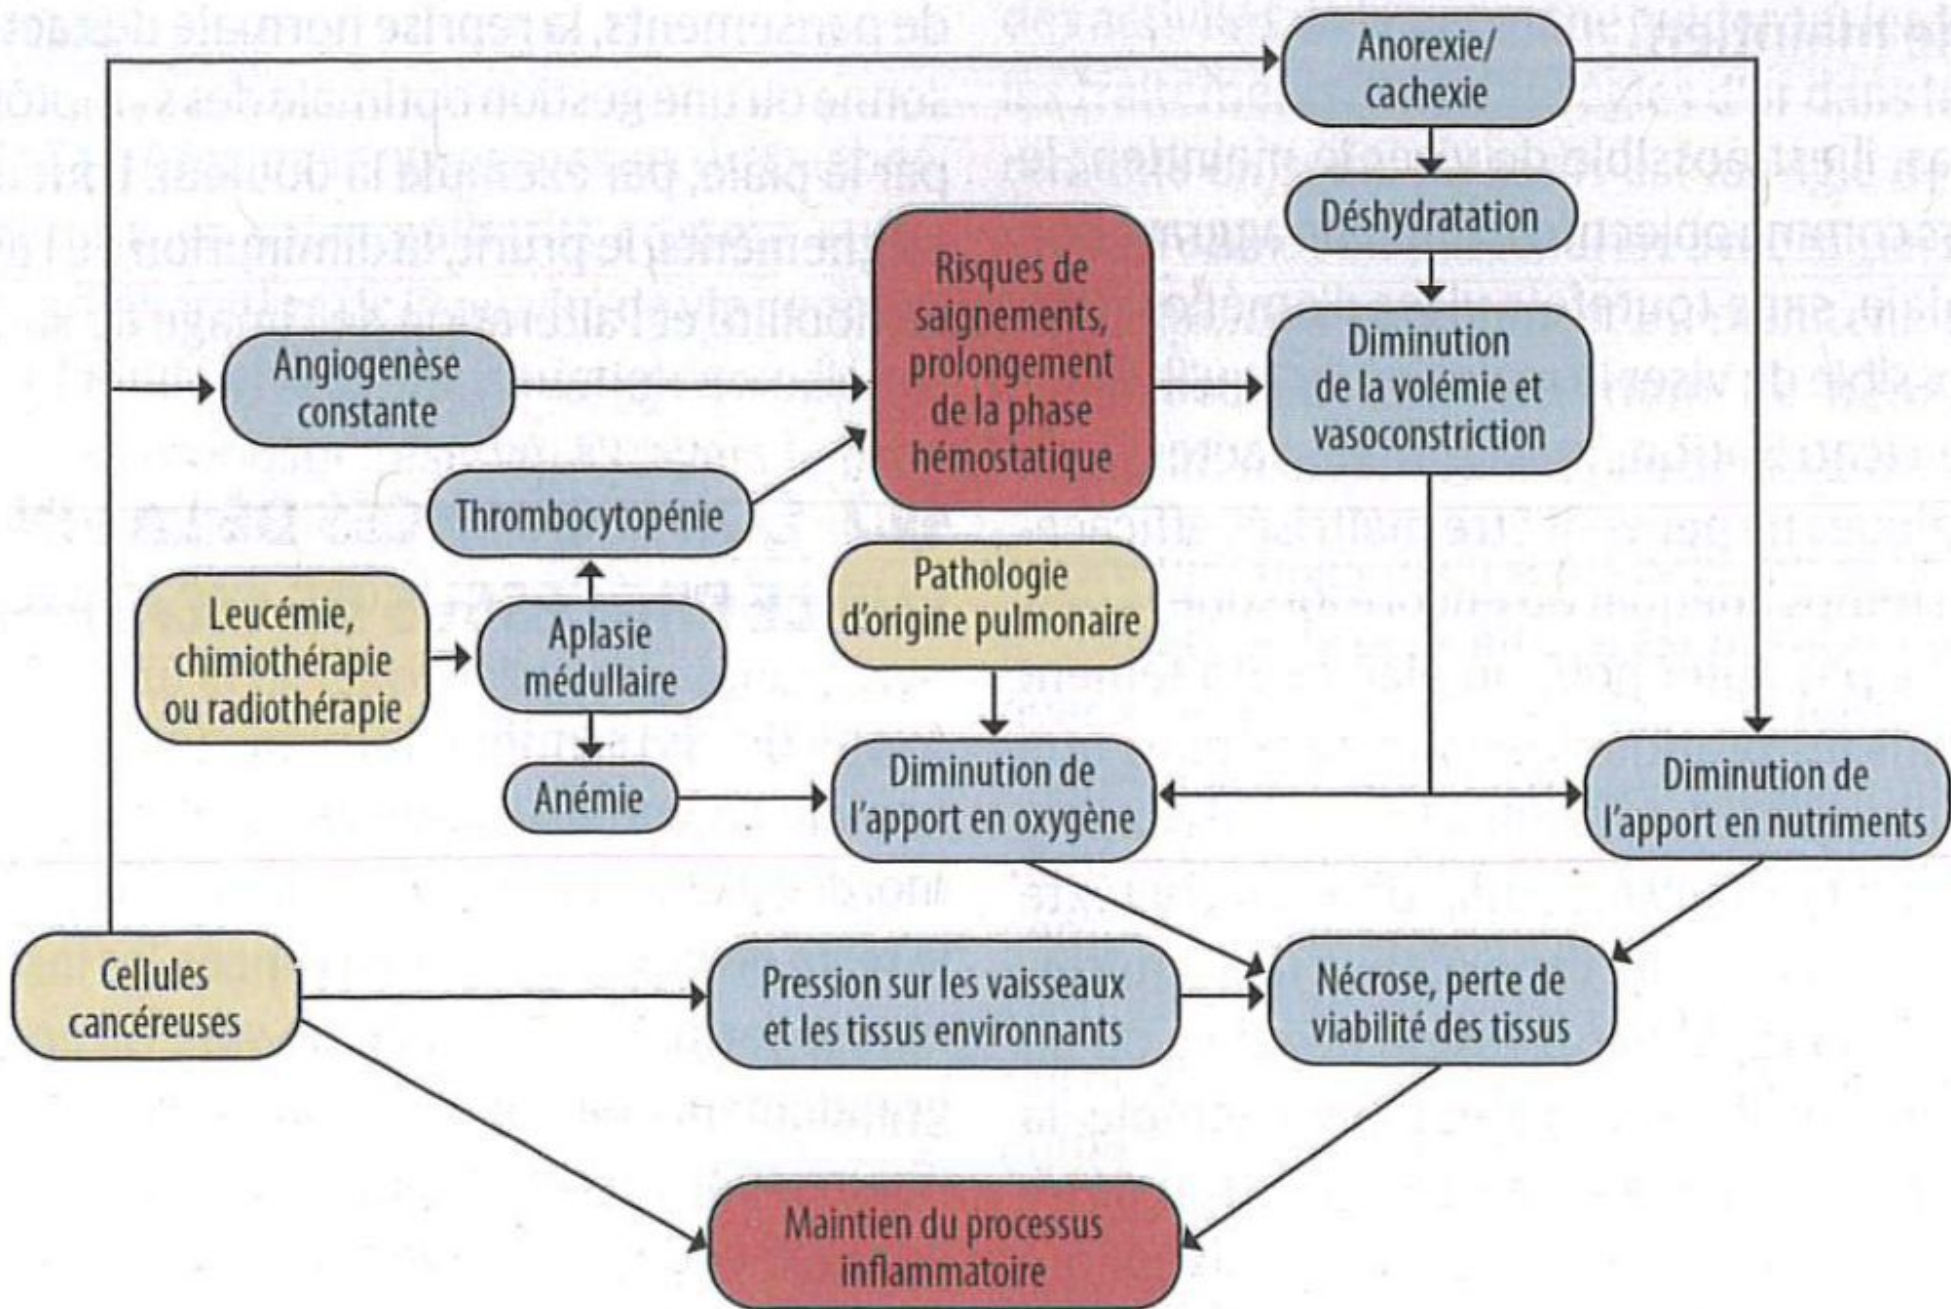 Anorexie/
cachexie
Déshydratation
Risques de
saignements,
prolongement
de la phase
hémostatique
Diminution
de la volémie et
vasoconstriction
Angiogenèse
constante
Thrombocytopénie
Pathologie
d'origine pulmonaire
Leucémie,
chimiothérapie
ou radiothérapie
Aplasie
médullaire
Anémie
Diminution de
l'apport en oxygène
Diminution de
l'apport en nutriments
Cellules
cancéreuses
Pression sur les vaisseaux
et les tissus environnants
Nécrose, perte de
viabilité des tissus
Maintien du processus
inflammatoire